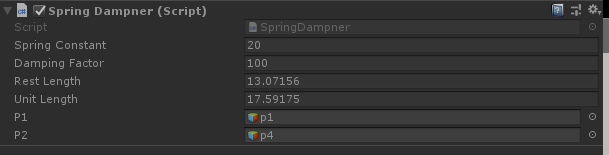 Spring Dampner (Script)
Script SpringDampner
Spring Constant 20
Damping Factor 100
Rest Length 13.07156
Unit Length 17.59175
P1 p1
P2 p4